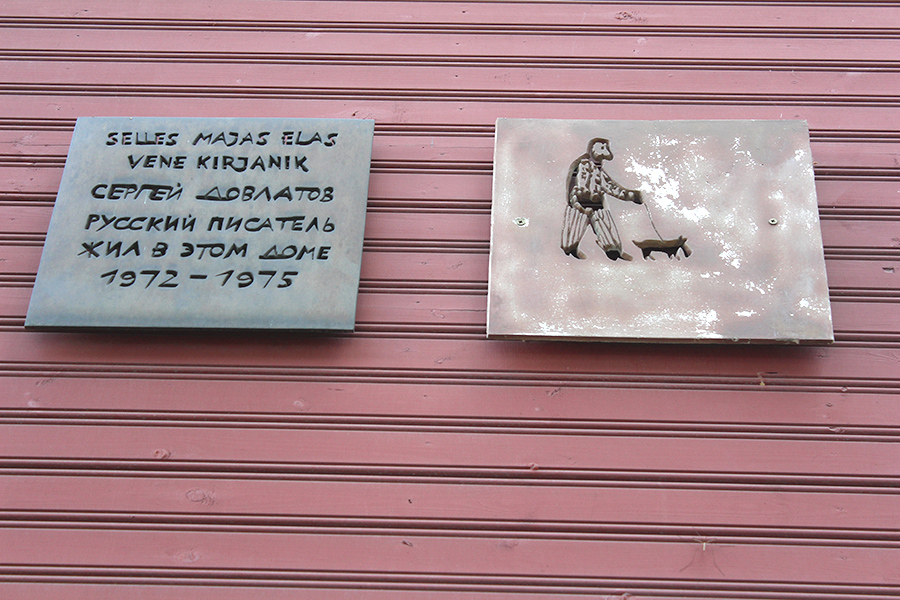 SELLES MAJAS ELAS
VENE KIRJANIK
СЕРГЕЙ ДОВЛАТОВ
РУССКИЙ ПИСАТЕЛЬ
ЖИЛ В ЭТОМ ДОМЕ
1972 – 1975